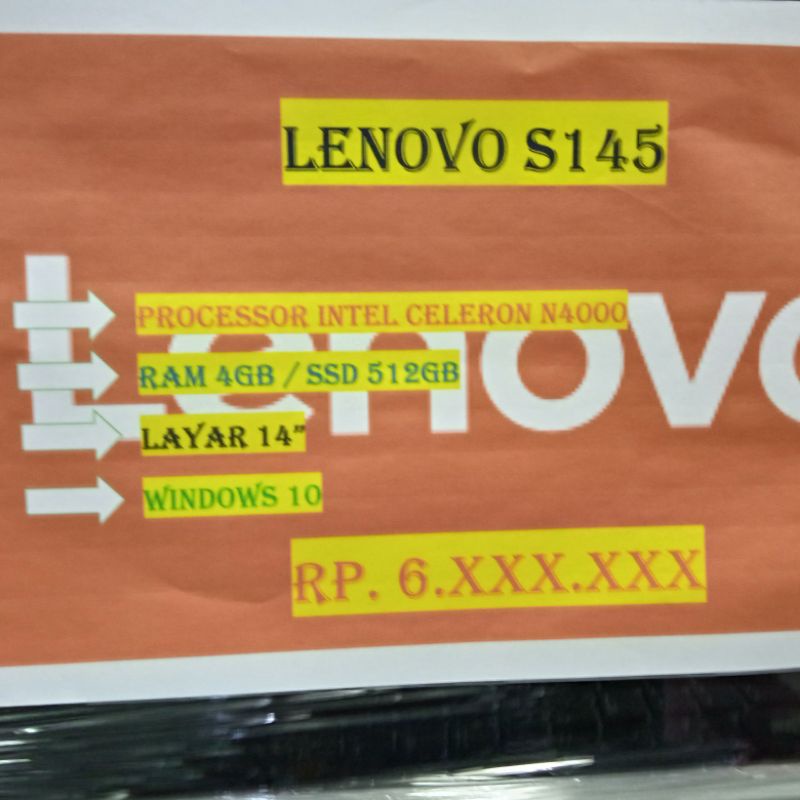 LENOVO S145
Lenovo
PROCESSOR INTEL CELERON N4000
RAM 4GB / SSD 512GB
LAYAR 14"
WINDOWS 10
RP. 6.XXX.XXX